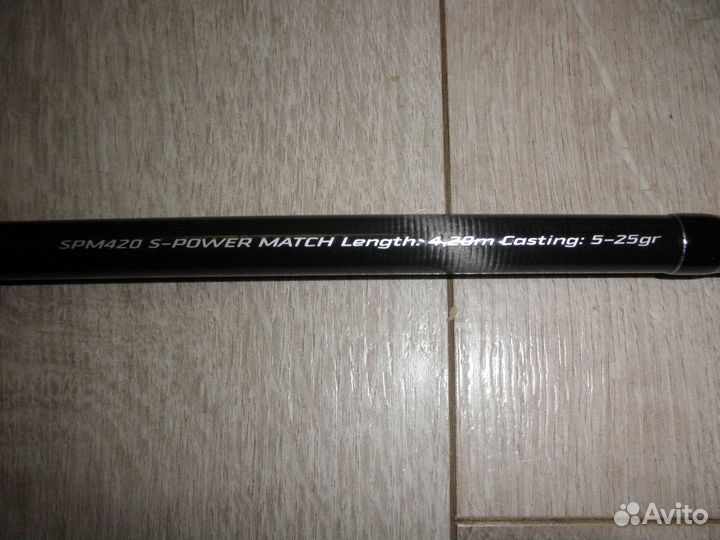 SPM420 S-POWER MATCH Length: 4,20m Casting: 5-25gr
Avito